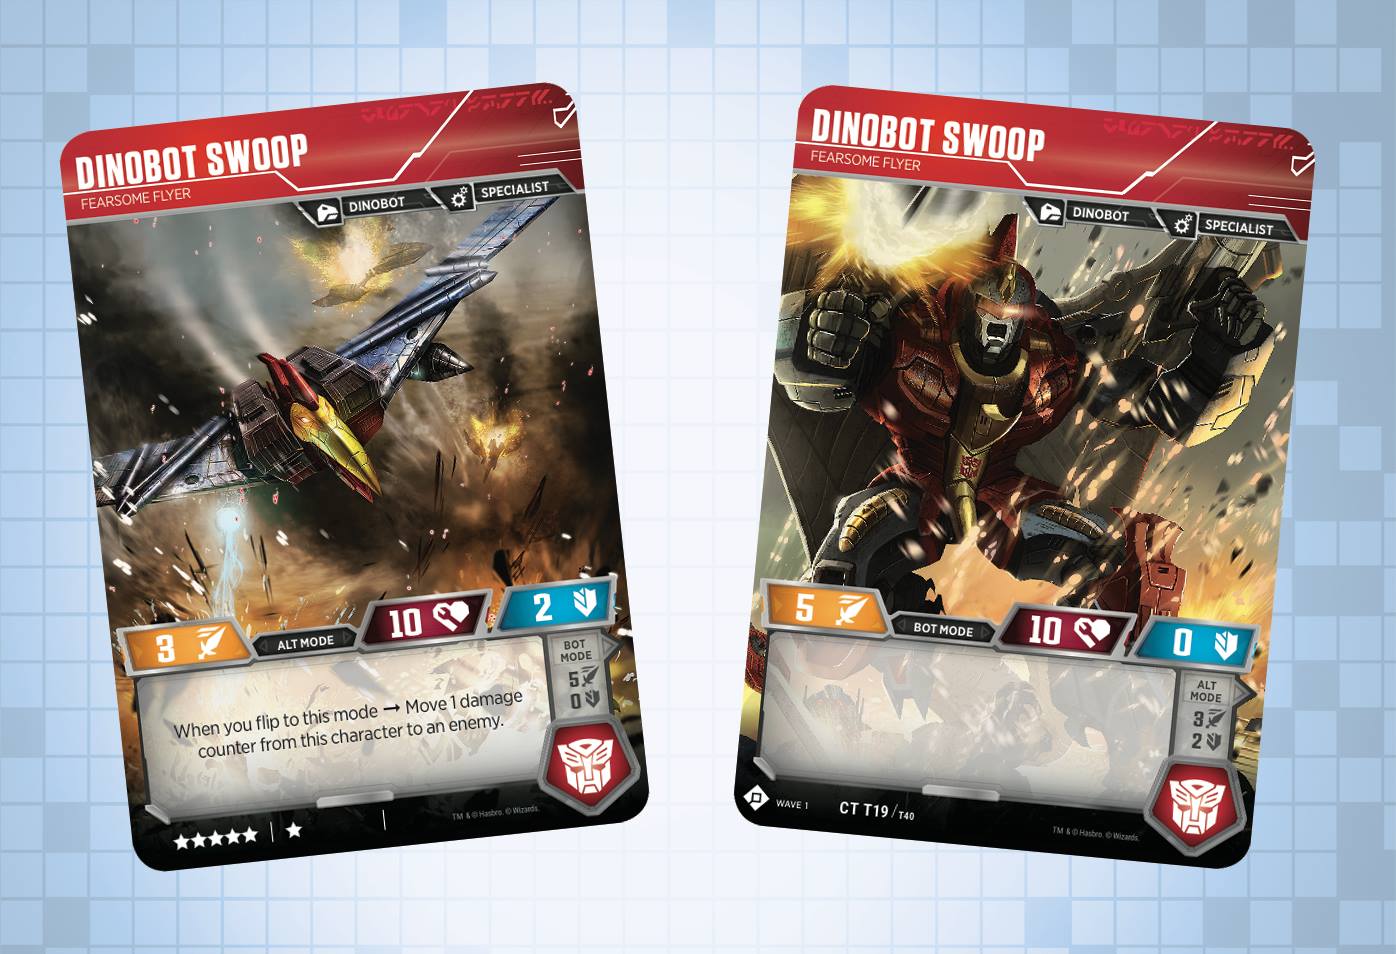 DINOBOT SWOOP
FEARSOME FLYER
DINOBOT
SPECIALIST
3
ALT MODE
10
2
BOT
MODE
5
0
When you flip to this mode → Move 1 damage
counter from this character to an enemy.
TM & © Hasbro. © Wizards.
DINOBOT SWOOP
FEARSOME FLYER
DINOBOT
SPECIALIST
5
BOT MODE
10
0
ALT
MODE
3
2
WAVE 1
CT T19 / T40
TM & © Hasbro. © Wizards.